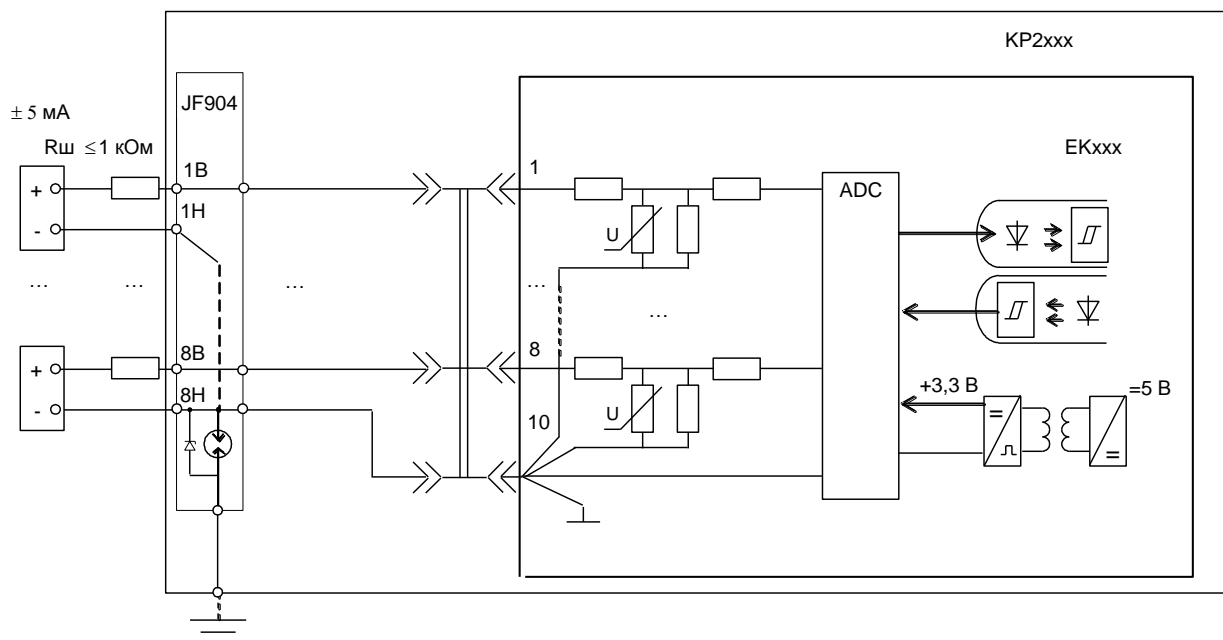 KP2xxx
JF904
± 5 мА
Rш ≤1 кОм
EKxxx
1В
1
ADC
+
1Н
-
U
...
...
...
...
...
8В
8
+
8Н
+3,3 В
=5 В
-
U
10
=
=